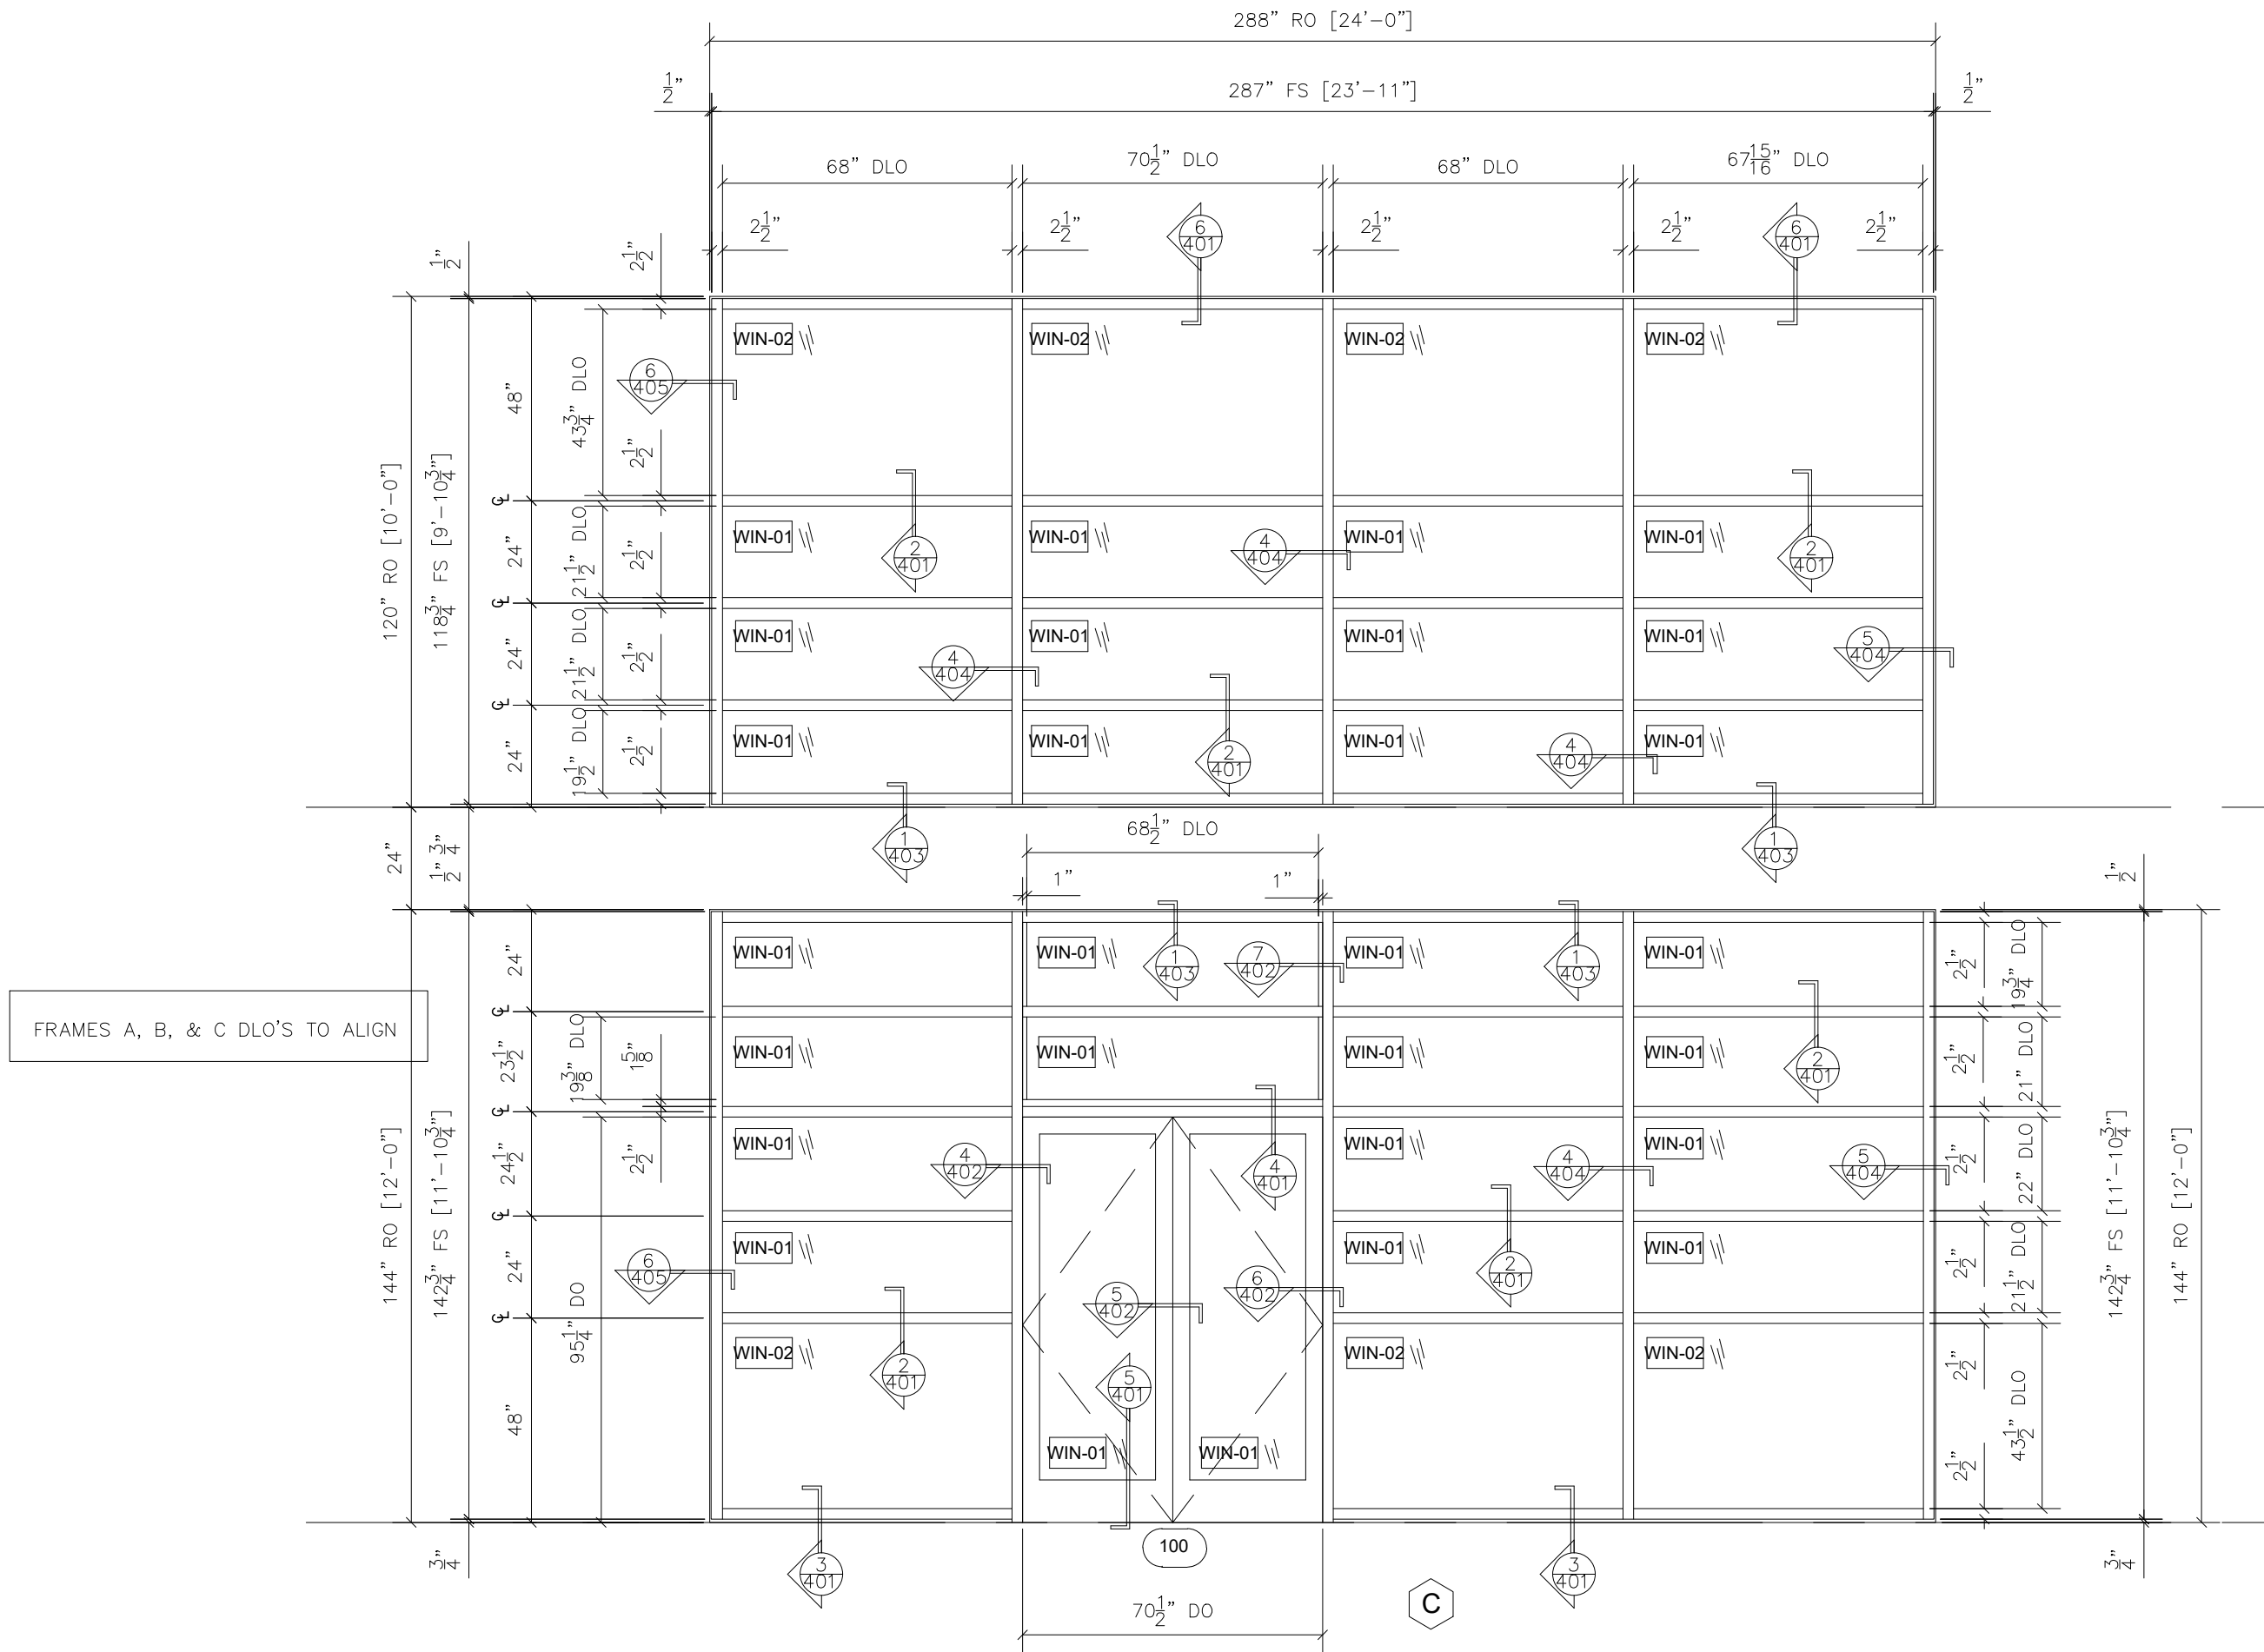 288" RO [24'-0"]
1/2" 287" FS [23'-11"] 1/2"
68" DLO 70 1/2" DLO 68" DLO 67 15/16" DLO
2 1/2" 2 1/2" 2 1/2" 2 1/2" 2 1/2"
6 401
6 401
120" RO [10'-0"]
1/2"
118 3/4" FS [9'-10 3/4"]
48"
24"
24"
24"
CL
CL
CL
43 3/4" DLO
21 1/2" DLO
21 1/2" DLO
19 1/2" DLO
2 1/2"
2 1/2"
2 1/2"
2 1/2"
2 1/2"
6 405
WIN-02 WIN-02 WIN-02 WIN-02
WIN-01 WIN-01 WIN-01 WIN-01
2 401
4 404
2 401
WIN-01 WIN-01 WIN-01 WIN-01
4 404
5 404
WIN-01 WIN-01 WIN-01 WIN-01
2 401
4 404
1 403
1 403
24"
1/2" 3/4"
68 1/2" DLO
1" 1"
FRAMES A, B, & C DLO'S TO ALIGN
144" RO [12'-0"]
142 3/4" FS [11'-10 3/4"]
24"
23 1/2"
24 1/2"
24"
48"
CL
CL
CL
CL
19 3/8" DLO
95 1/4" DO
1 5/8"
2 1/2"
6 405
3/4"
WIN-01 WIN-01 WIN-01 WIN-01
1 403
7 402
1 403
WIN-01 WIN-01 WIN-01 WIN-01
2 401
WIN-01 WIN-01 WIN-01
4 402
4 401
4 404
5 404
WIN-01 WIN-01 WIN-01
2 401
5 402
6 402
WIN-02 WIN-02 WIN-02
2 401
5 401
WIN-01 WIN-01
3 401
100
3 401
70 1/2" DO
C
1/2"
2 1/2"
2 1/2"
2 1/2"
2 1/2"
2 1/2"
2 1/2"
19 3/4" DLO
21" DLO
22" DLO
21 1/2" DLO
43 1/2" DLO
142 3/4" FS [11'-10 3/4"]
144" RO [12'-0"]
3/4"